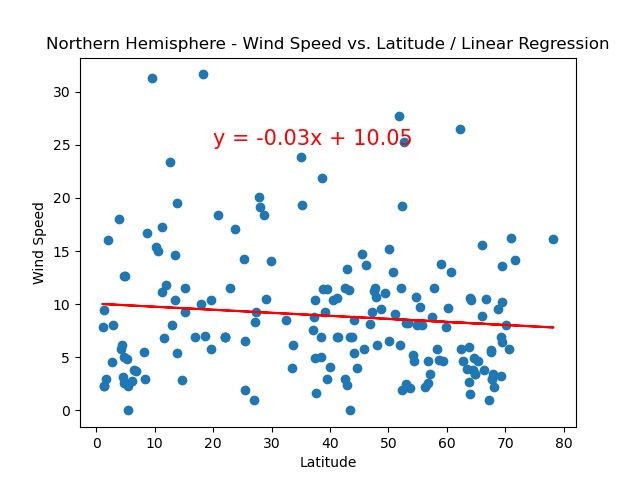 Northern Hemisphere - Wind Speed vs. Latitude / Linear Regression
30
25
20
15
10
5
0
Wind Speed
y = -0.03x + 10.05
0 10 20 30 40 50 60 70 80
Latitude